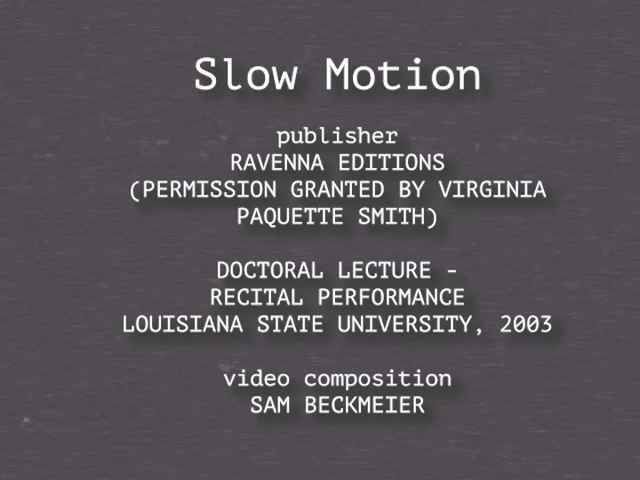 Slow Motion
publisher
RAVENNA EDITIONS
(PERMISSION GRANTED BY VIRGINIA
PAQUETTE SMITH)
DOCTORAL LECTURE -
RECITAL PERFORMANCE
LOUISIANA STATE UNIVERSITY, 2003
video composition
SAM BECKMEIER